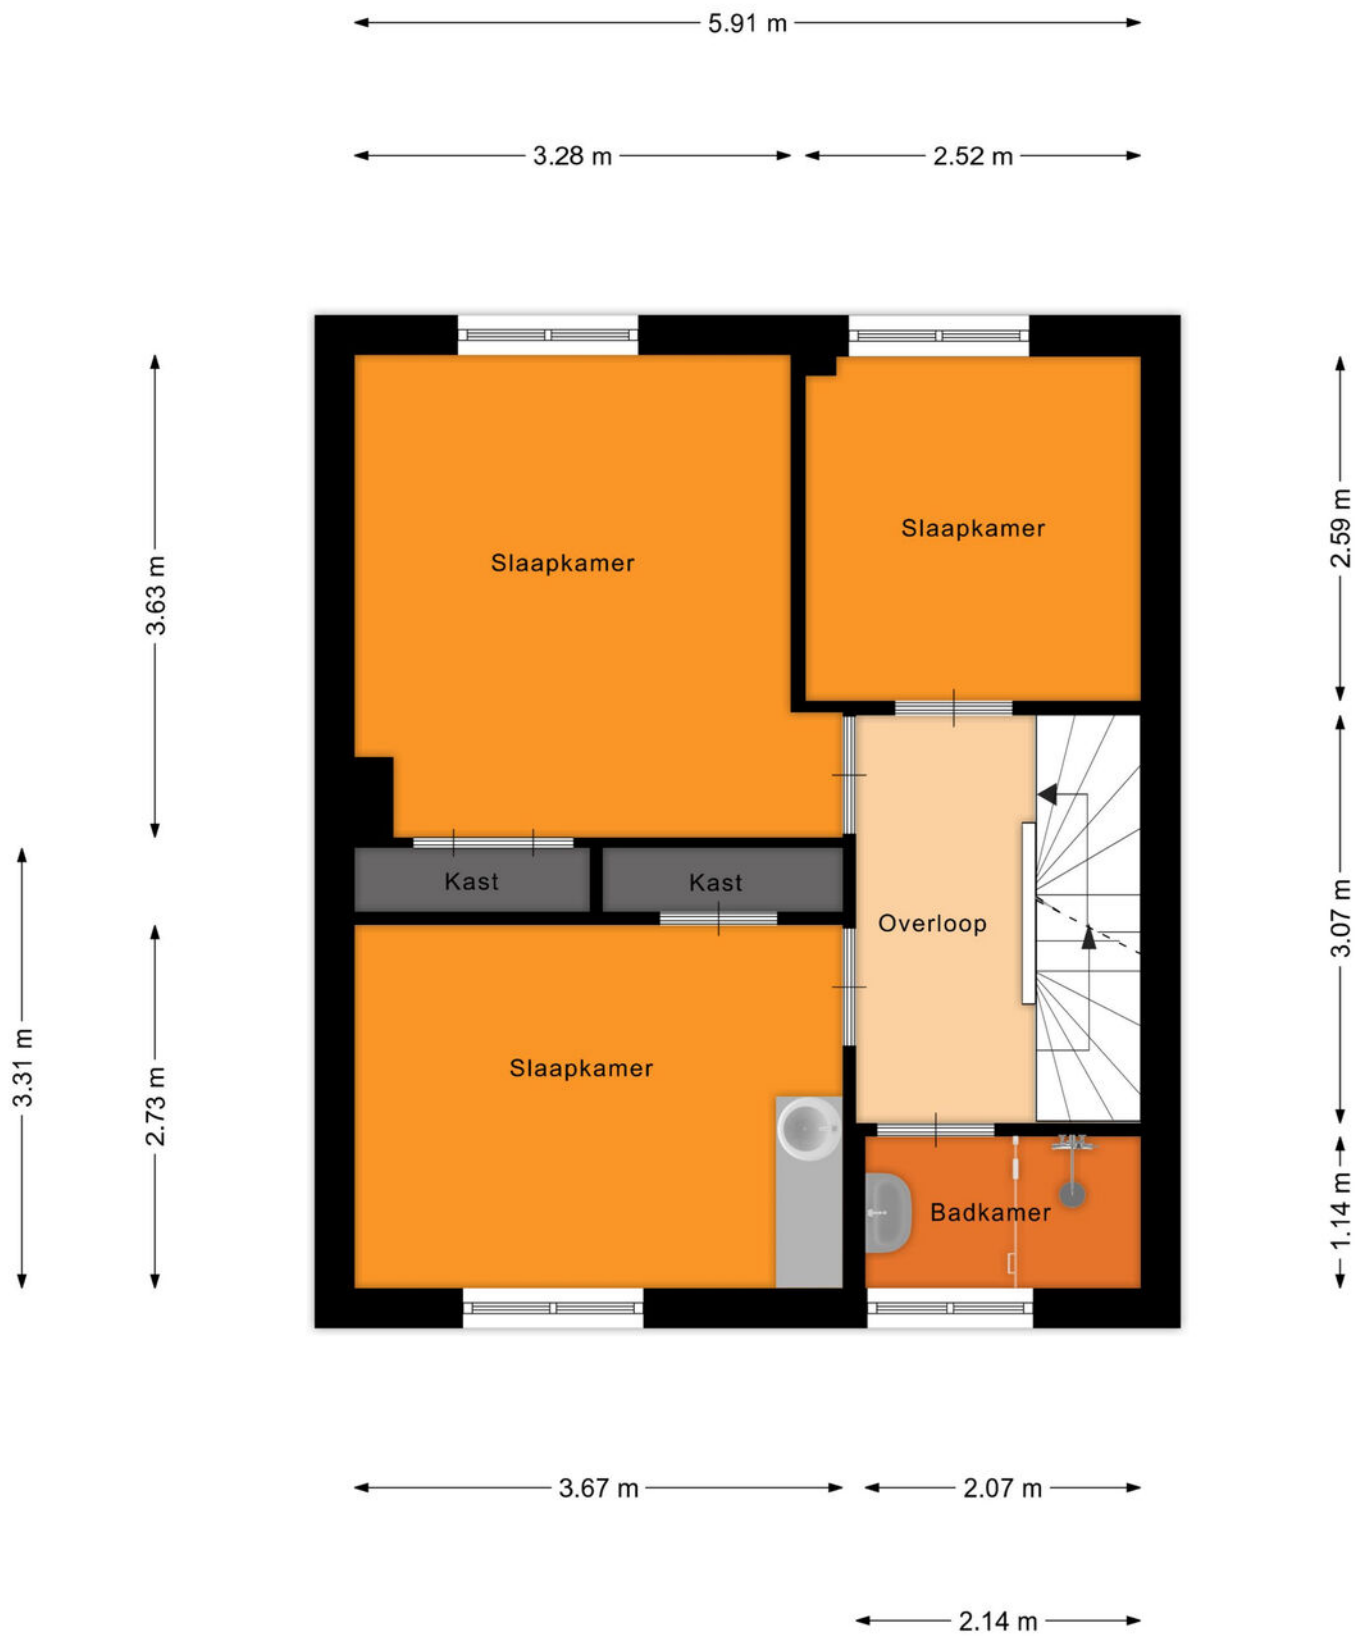 5.91 m
3.28 m
2.52 m
Slaapkamer
Slaapkamer
3.63 m
2.59 m
Kast
Kast
Overloop
3.07 m
3.31 m
2.73 m
Slaapkamer
Badkamer
1.14 m
3.67 m
2.07 m
2.14 m